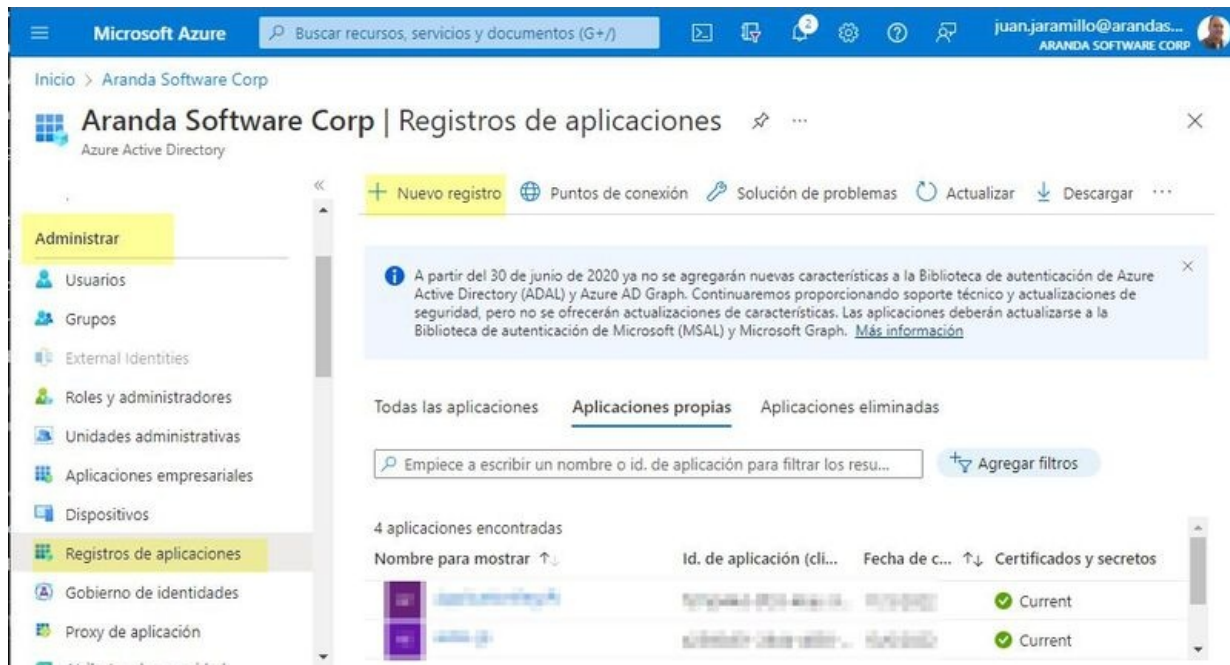 Microsoft Azure
Buscar recursos, servicios y documentos (G+/)
2
juan.jaramillo@arandas...
ARANDA SOFTWARE CORP
Inicio > Aranda Software Corp
Aranda Software Corp | Registros de aplicaciones
Azure Active Directory
+ Nuevo registro
Puntos de conexión
Solución de problemas
Actualizar
Descargar
Administrar
Usuarios
Grupos
External Identities
Roles y administradores
Unidades administrativas
Aplicaciones empresariales
Dispositivos
Registros de aplicaciones
Gobierno de identidades
Proxy de aplicación
A partir del 30 de junio de 2020 ya no se agregarán nuevas características a la Biblioteca de autenticación de Azure
Active Directory (ADAL) y Azure AD Graph. Continuaremos proporcionando soporte técnico y actualizaciones de
seguridad, pero no se ofrecerán actualizaciones de características. Las aplicaciones deberán actualizarse a la
Biblioteca de autenticación de Microsoft (MSAL) y Microsoft Graph. Más información
Todas las aplicaciones
Aplicaciones propias
Aplicaciones eliminadas
Empiece a escribir un nombre o id. de aplicación para filtrar los resu...
Agregar filtros
4 aplicaciones encontradas
Nombre para mostrar
Id. de aplicación (cli...
Fecha de c...
Certificados y secretos
Current
Current